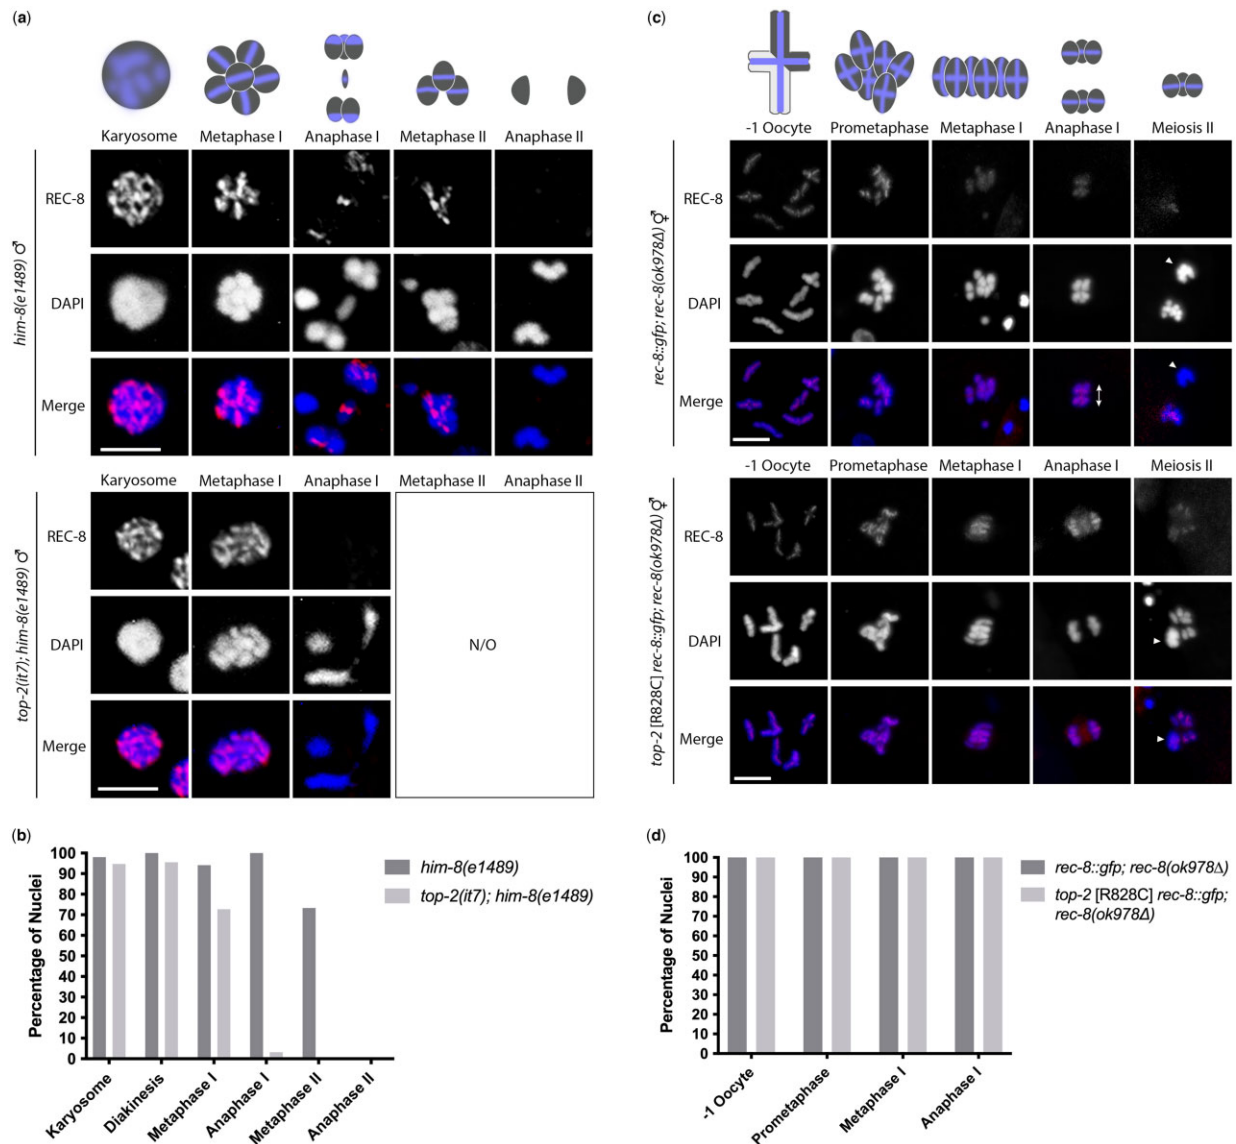 (a)
Karyosome Metaphase I Anaphase I Metaphase II Anaphase II
him-8(e1489) ♂
REC-8
DAPI
Merge
Karyosome Metaphase I Anaphase I Metaphase II Anaphase II
top-2(it7); him-8(e1489) ♂
REC-8
DAPI
N/O
Merge
(b)
Percentage of Nuclei
100
90
80
70
60
50
40
30
20
10
0
Karyosome
Diakinesis
Metaphase I
Anaphase I
Metaphase II
Anaphase II
him-8(e1489)
top-2(it7); him-8(e1489)
(c)
-1 Oocyte Prometaphase Metaphase I Anaphase I Meiosis II
rec-8::gfp; rec-8(ok978Δ) ⚥
REC-8
DAPI
Merge
-1 Oocyte Prometaphase Metaphase I Anaphase I Meiosis II
top-2 [R828C] rec-8::gfp; rec-8(ok978Δ) ⚥
REC-8
DAPI
Merge
(d)
Percentage of Nuclei
100
90
80
70
60
50
40
30
20
10
0
-1 Oocyte
Prometaphase
Metaphase I
Anaphase I
rec-8::gfp; rec-8(ok978Δ)
top-2 [R828C] rec-8::gfp;
rec-8(ok978Δ)